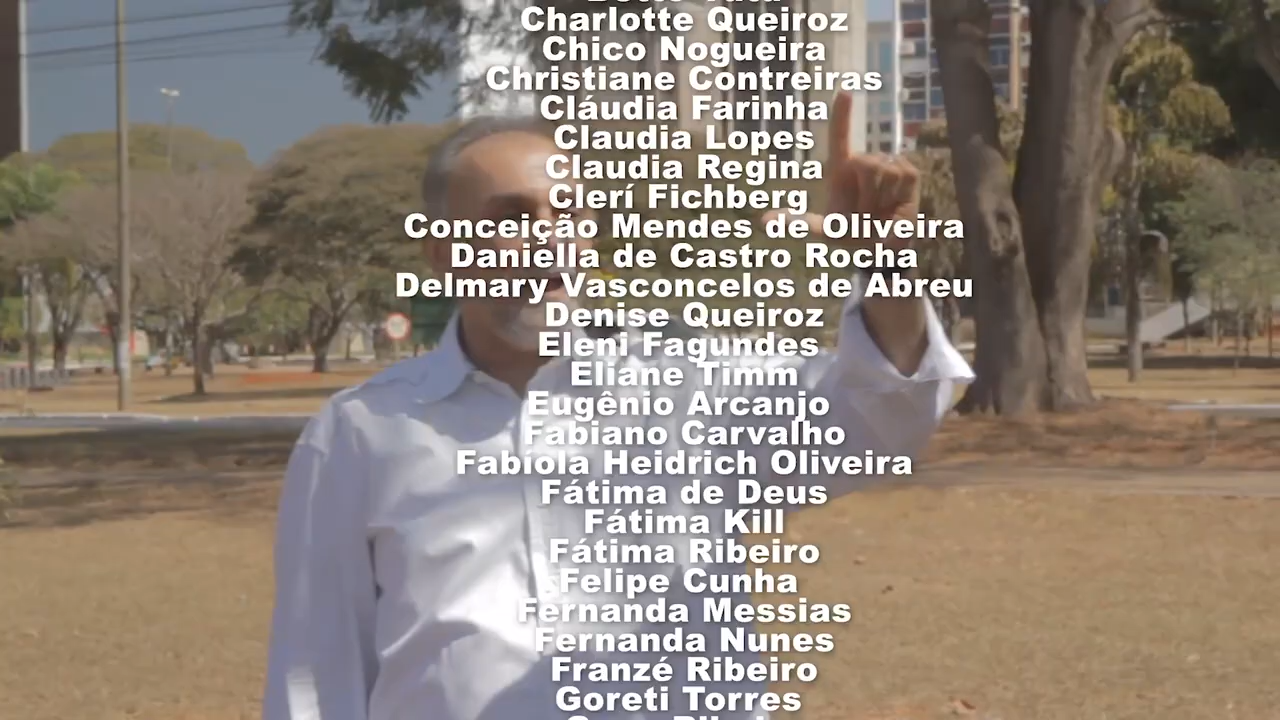 Charlotte Queiroz
Chico Nogueira
Christiane Contreiras
Cláudia Farinha
Claudia Lopes
Claudia Regina
Clerí Fichberg
Conceição Mendes de Oliveira
Daniella de Castro Rocha
Delmary Vasconcelos de Abreu
Denise Queiroz
Eleni Fagundes
Eliane Timm
Eugênio Arcanjo
Fabiano Carvalho
Fabíola Heidrich Oliveira
Fátima de Deus
Fátima Kill
Fátima Ribeiro
Felipe Cunha
Fernanda Messias
Fernanda Nunes
Franzé Ribeiro
Goreti Torres